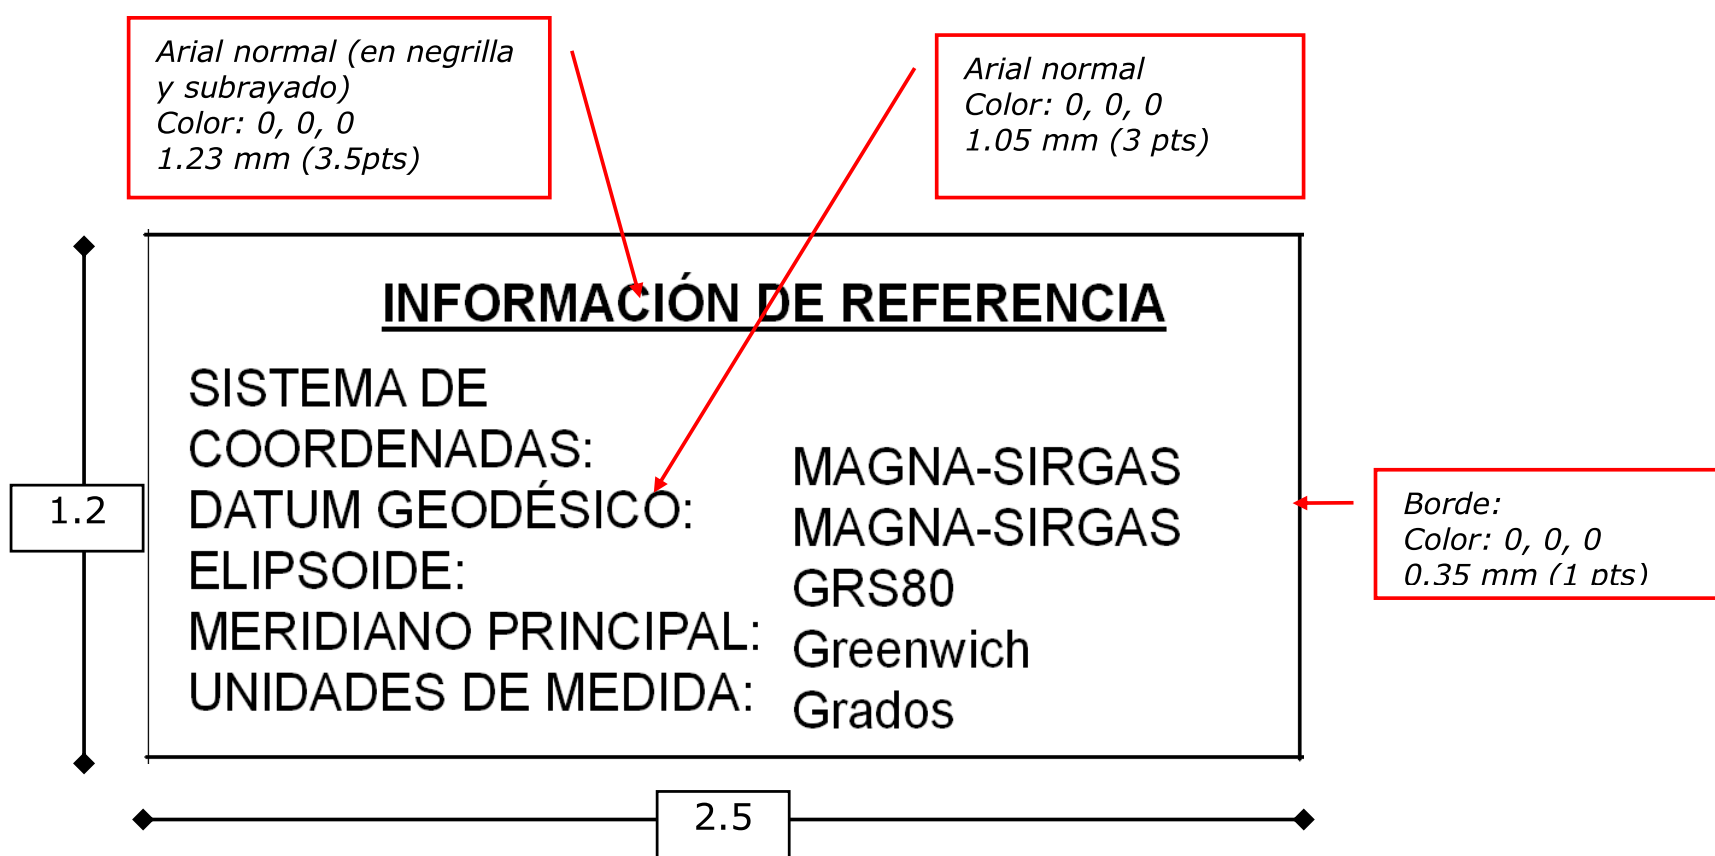 Arial normal (en negrilla
y subrayado)
Color: 0, 0, 0
1.23 mm (3.5pts)
Arial normal
Color: 0, 0, 0
1.05 mm (3 pts)
INFORMACIÓN DE REFERENCIA
SISTEMA DE
COORDENADAS:
DATUM GEODÉSICO:
ELIPSOIDE:
MERIDIANO PRINCIPAL:
UNIDADES DE MEDIDA:
MAGNA-SIRGAS
MAGNA-SIRGAS
GRS80
Greenwich
Grados
1.2
Borde:
Color: 0, 0, 0
0.35 mm (1 pts)
2.5